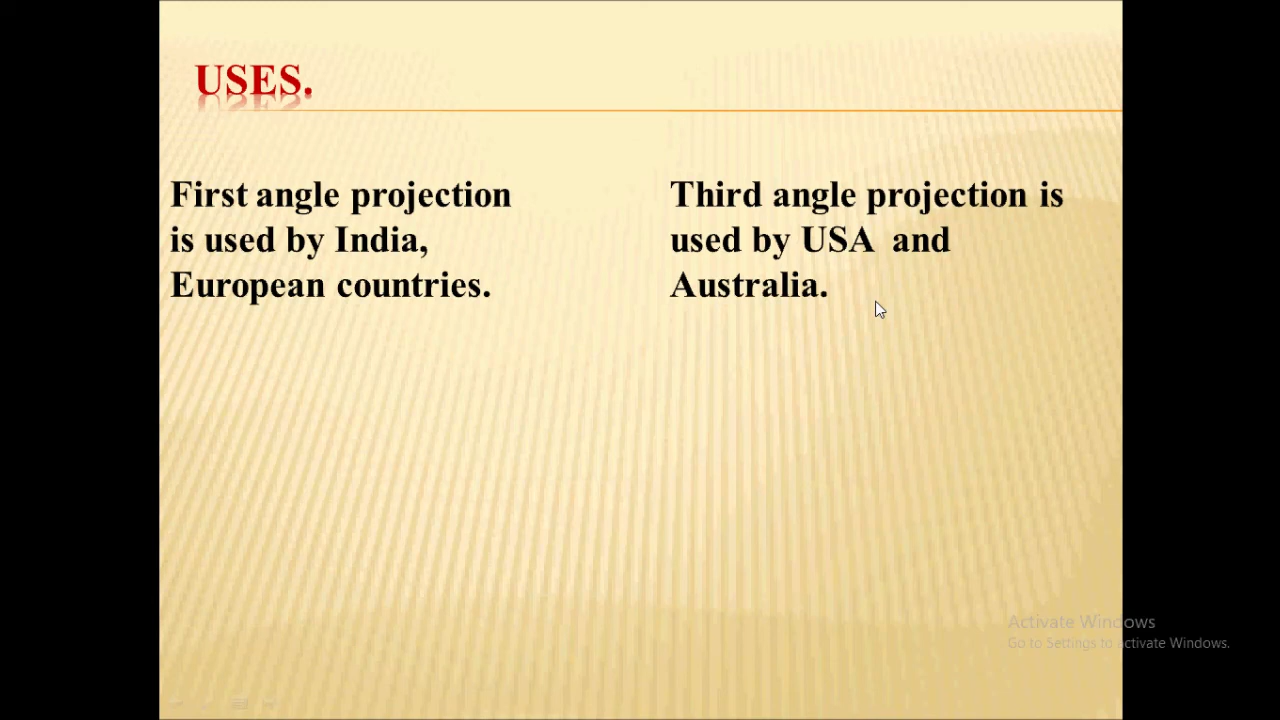 USES.
First angle projection
is used by India,
European countries.
Third angle projection is
used by USA and
Australia.
Activate Windows
Go to Settings to activate Windows.